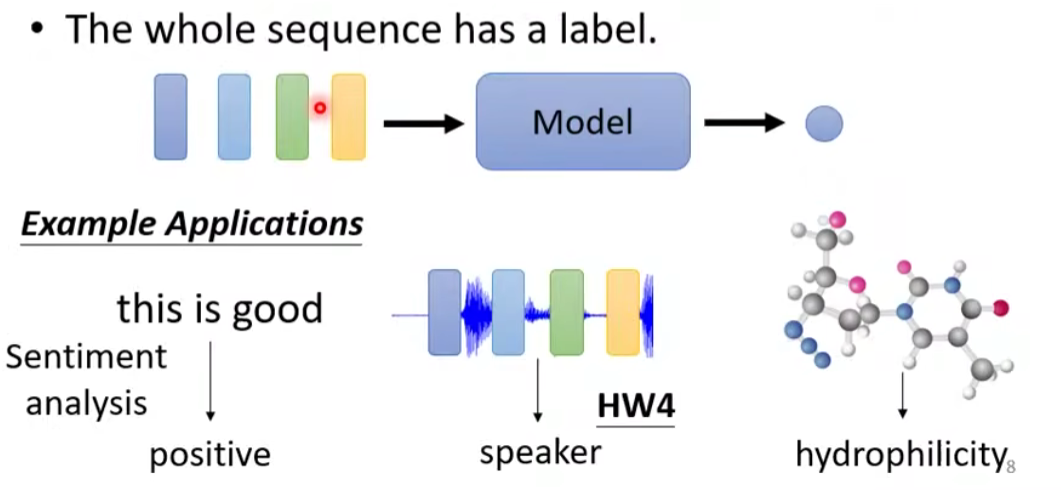 • The whole sequence has a label.
Model
Example Applications
this is good
Sentiment
analysis
positive
HW4
speaker
hydrophilicity
8